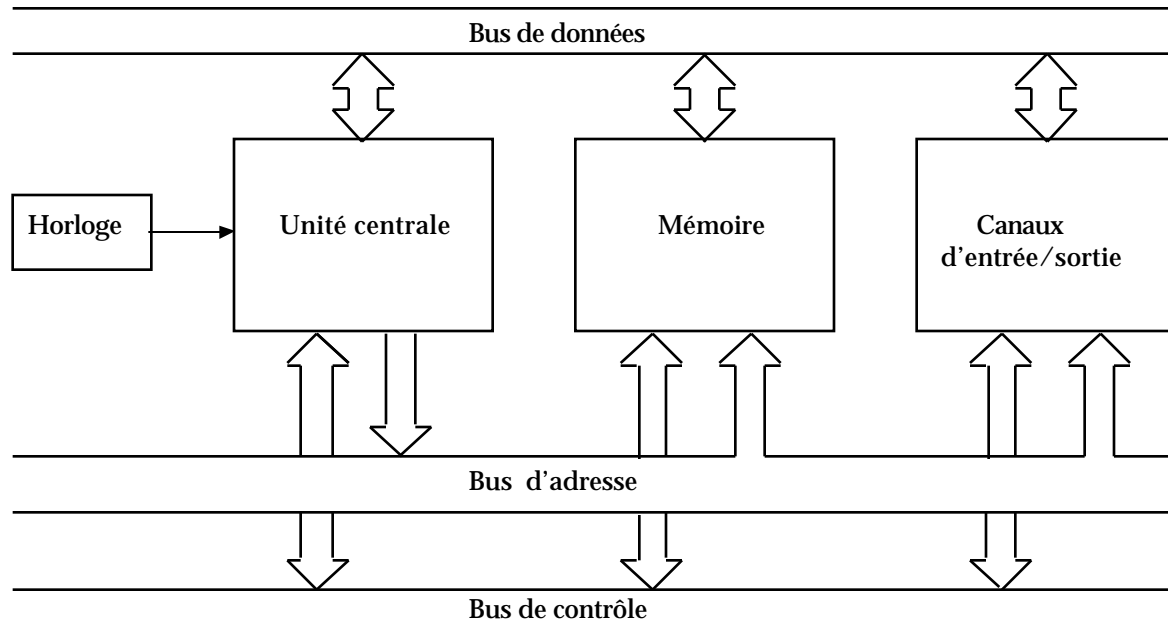 Bus de données
Horloge
Unité centrale
Mémoire
Canaux
d'entrée/sortie
Bus d'adresse
Bus de contrôle